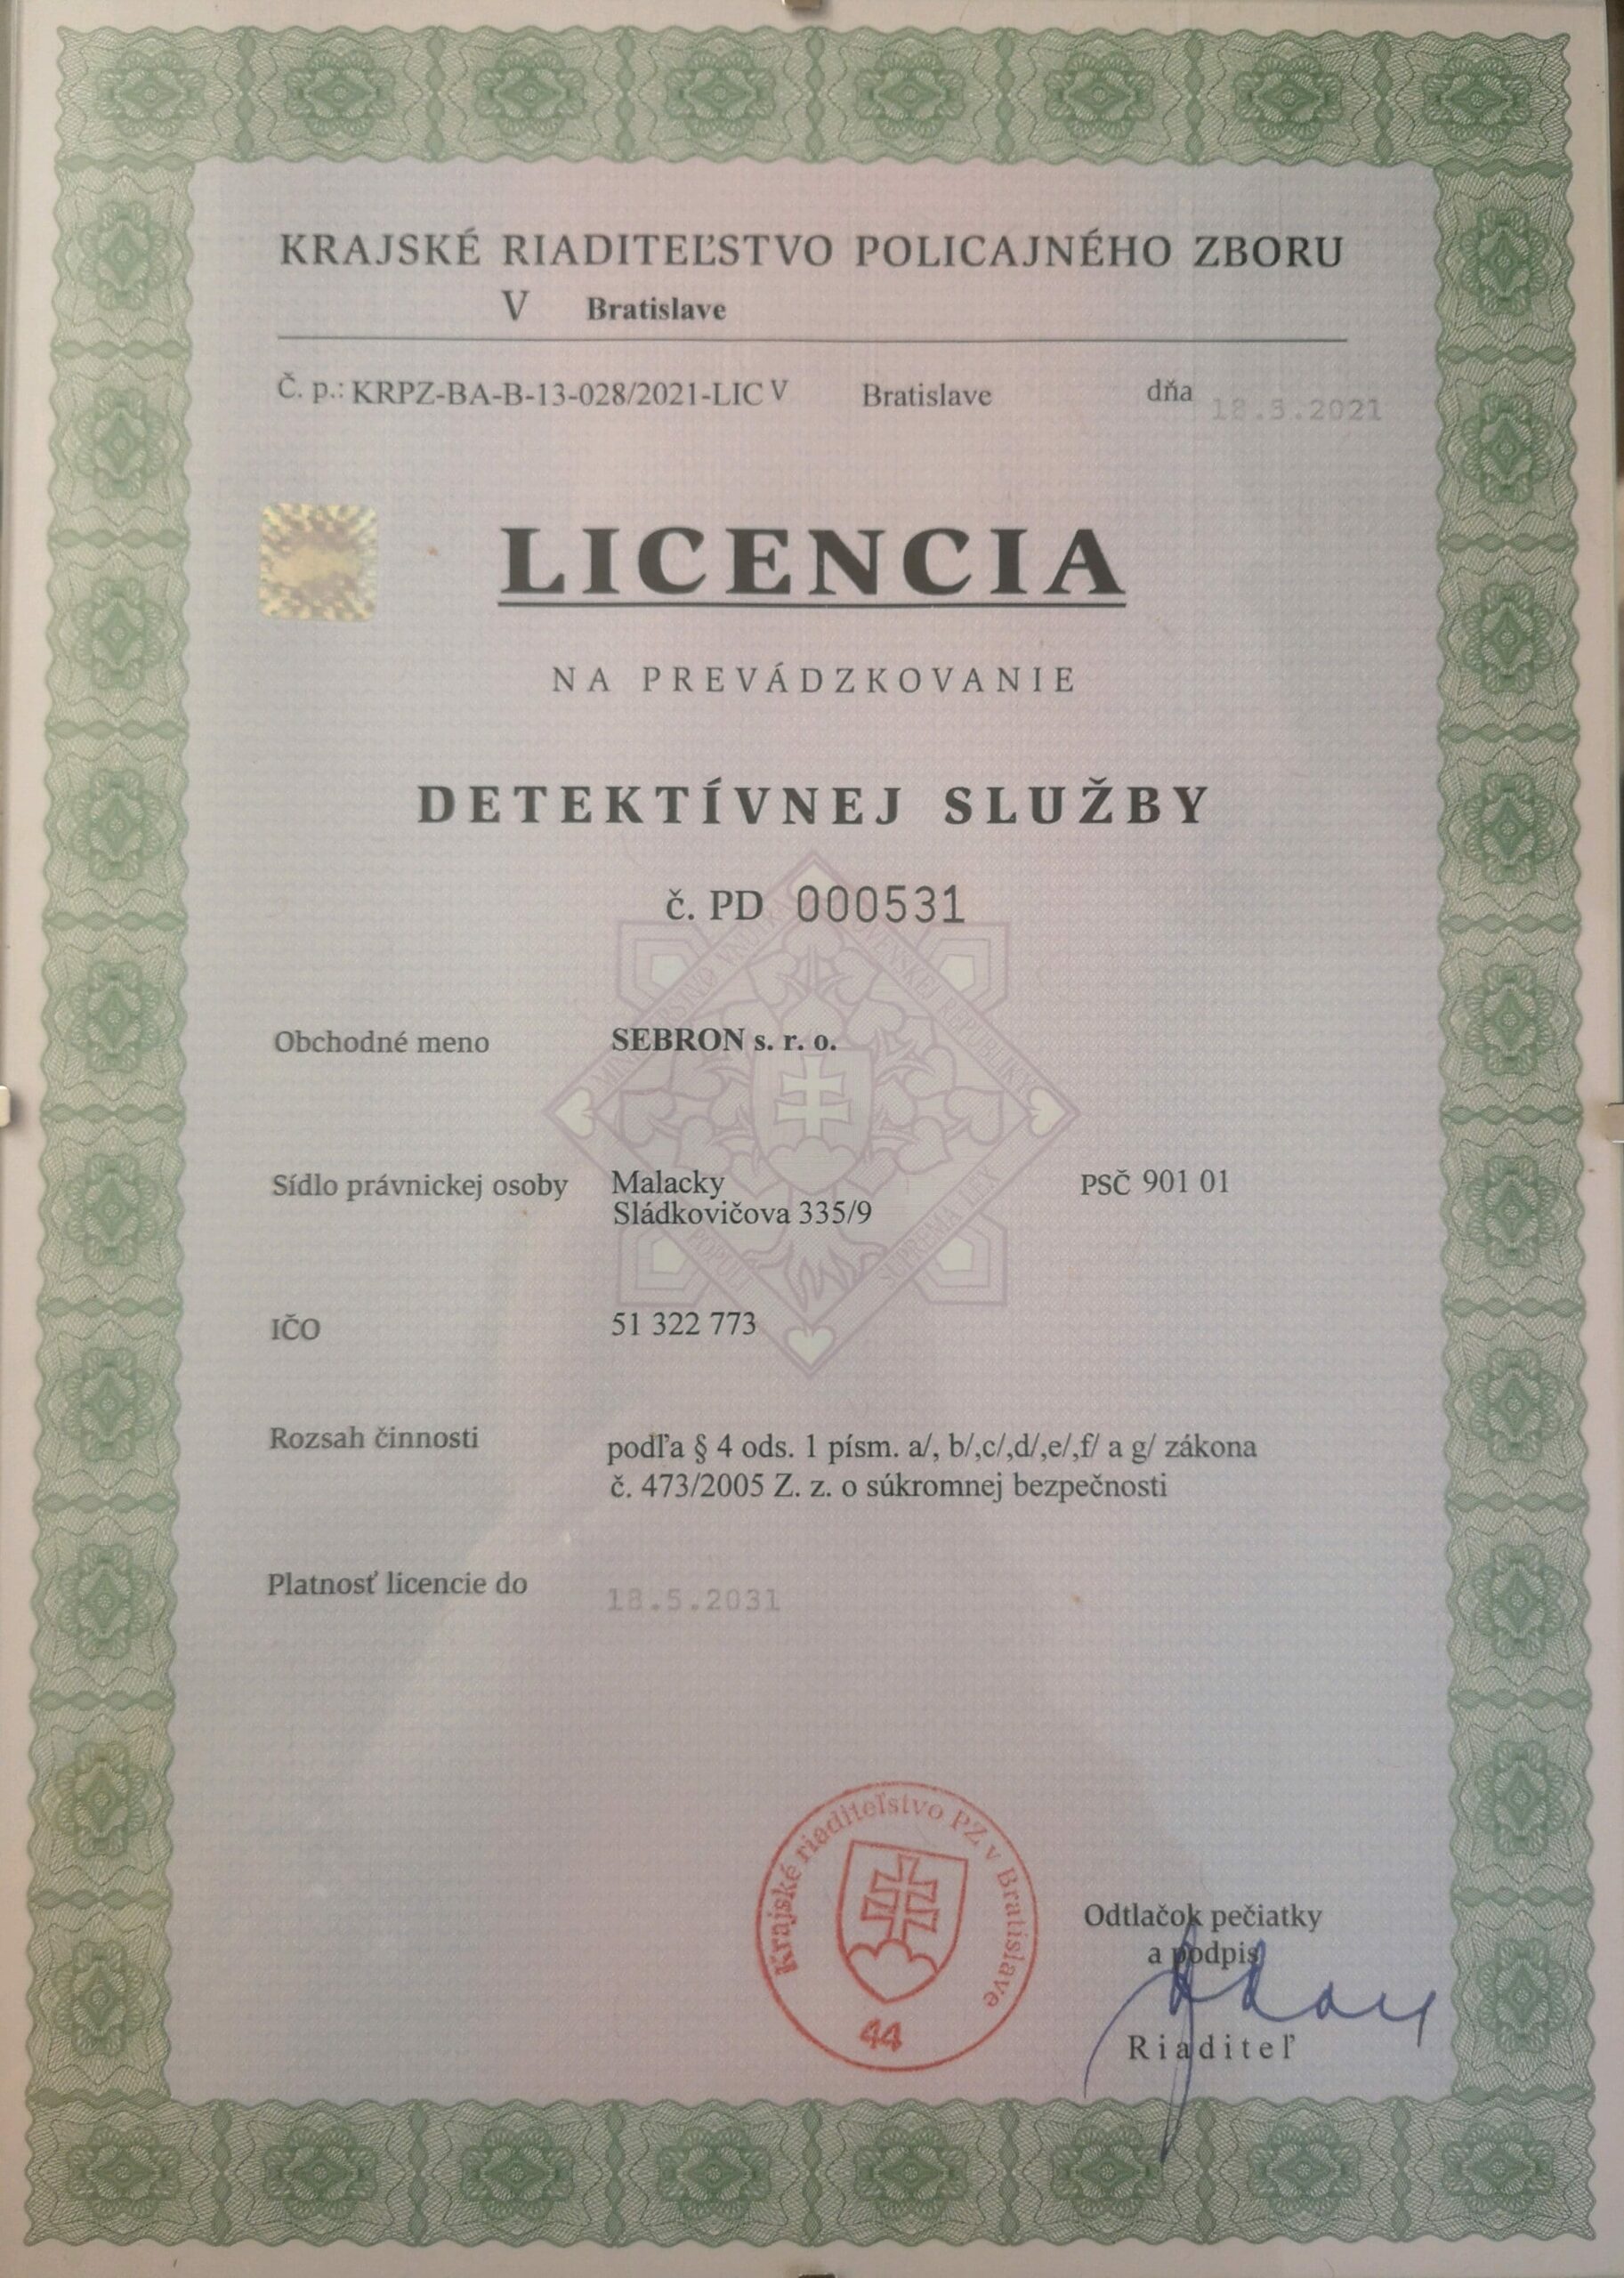 KRAJSKÉ RIADITEĽSTVO POLICAJNÉHO ZBORU
V Bratislave
Č. p.: KRPZ-BA-B-13-028/2021-LIC V Bratislave dňa 18.5.2021
LICENCIA
NA PREVÁDZKOVANIE
DETEKTÍVNEJ SLUŽBY
č. PD 000531
Obchodné meno SEBRON s. r. o.
Sídlo právnickej osoby Malacky PSČ 901 01
Sládkovičova 335/9
IČO 51 322 773
Rozsah činnosti podľa § 4 ods. 1 písm. a/, b/,c/,d/,e/,f/ a g/ zákona
č. 473/2005 Z. z. o súkromnej bezpečnosti
Platnosť licencie do 18.5.2031
Krajské riaditeľstvo PZ v Bratislave
44
Odtlačok pečiatky
a podpis
Riaditeľ